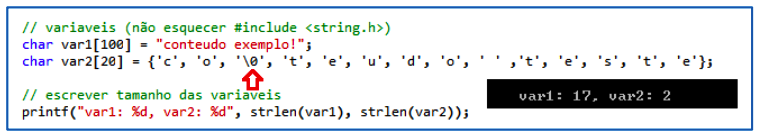 // variaveis (não esquecer #include <string.h>)
char var1[100] = "conteudo exemplo!";
char var2[20] = {'c', 'o', '\0', 't', 'e', 'u', 'd', 'o', ' ' ,'t', 'e', 's', 't', 'e'};
// escrever tamanho das variaveis
printf("var1: %d, var2: %d", strlen(var1), strlen(var2));
var1: 17, var2: 2